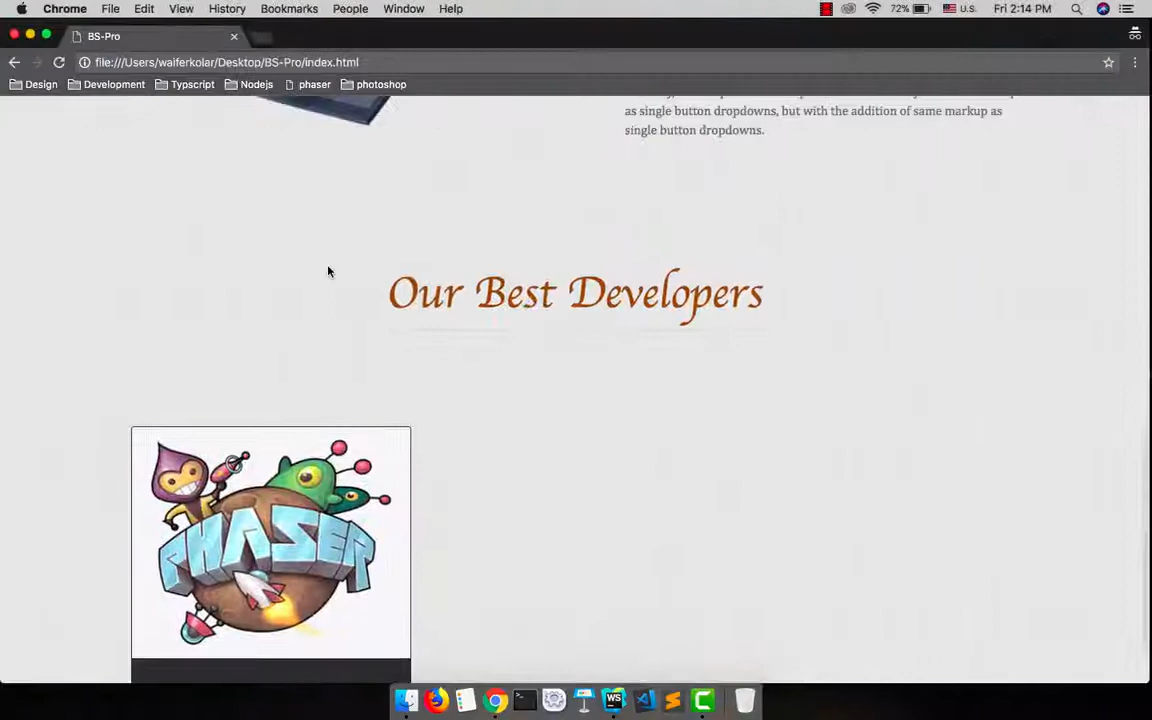 Chrome File Edit View History Bookmarks People Window Help 72% U.S. Fri 2:14 PM
BS-Pro
file:///Users/waiferkolar/Desktop/BS-Pro/index.html
Design Development Typscript Nodejs phaser photoshop
as single button dropdowns, but with the addition of same markup as
single button dropdowns.
Our Best Developers
PHASER
WS